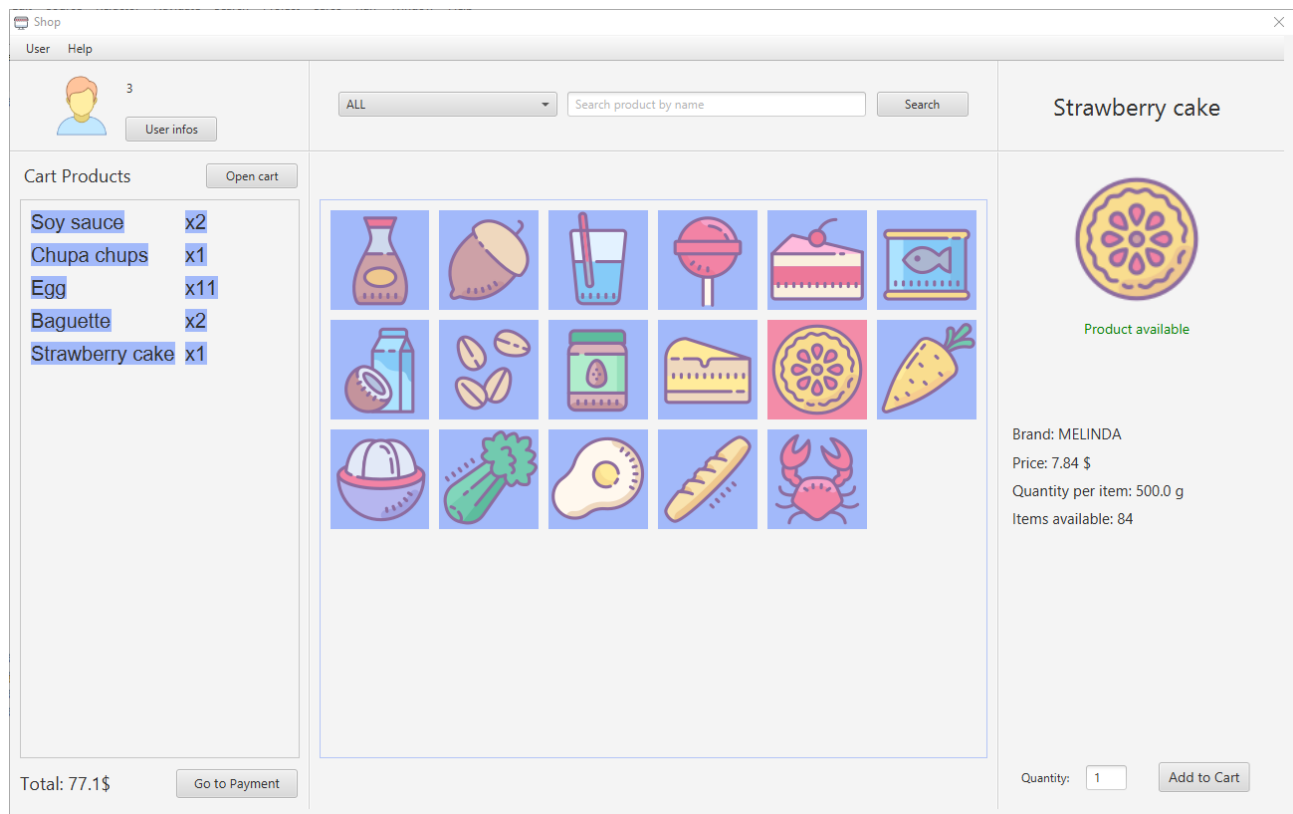 Shop
User Help
3
User infos
ALL
Search product by name
Search
Strawberry cake
Cart Products
Open cart
Soy sauce x2
Chupa chups x1
Egg x11
Baguette x2
Strawberry cake x1
Total: 77.1$
Go to Payment
Product available
Brand: MELINDA
Price: 7.84 $
Quantity per item: 500.0 g
Items available: 84
Quantity: 1
Add to Cart